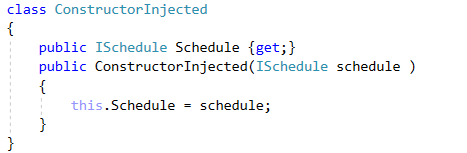 class ConstructorInjected
{
    public ISchedule Schedule {get;}
    public ConstructorInjected(ISchedule schedule )
    {
        this.Schedule = schedule;
    }
}